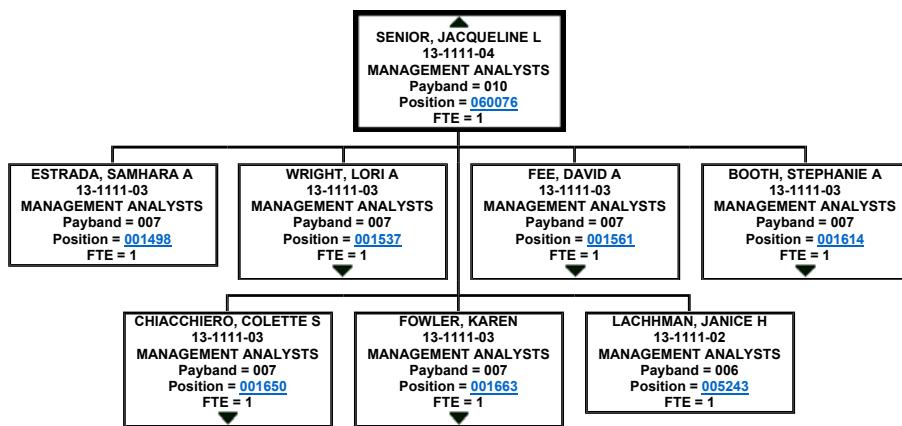 SENIOR, JACQUELINE L
13-1111-04
MANAGEMENT ANALYSTS
Payband = 010
Position = 060076
FTE = 1
ESTRADA, SAMHARA A
13-1111-03
MANAGEMENT ANALYSTS
Payband = 007
Position = 001498
FTE = 1
WRIGHT, LORI A
13-1111-03
MANAGEMENT ANALYSTS
Payband = 007
Position = 001537
FTE = 1
FEE, DAVID A
13-1111-03
MANAGEMENT ANALYSTS
Payband = 007
Position = 001561
FTE = 1
BOOTH, STEPHANIE A
13-1111-03
MANAGEMENT ANALYSTS
Payband = 007
Position = 001614
FTE = 1
CHIACCHIERO, COLETTE S
13-1111-03
MANAGEMENT ANALYSTS
Payband = 007
Position = 001650
FTE = 1
FOWLER, KAREN
13-1111-03
MANAGEMENT ANALYSTS
Payband = 007
Position = 001663
FTE = 1
LACHHMAN, JANICE H
13-1111-02
MANAGEMENT ANALYSTS
Payband = 006
Position = 005243
FTE = 1